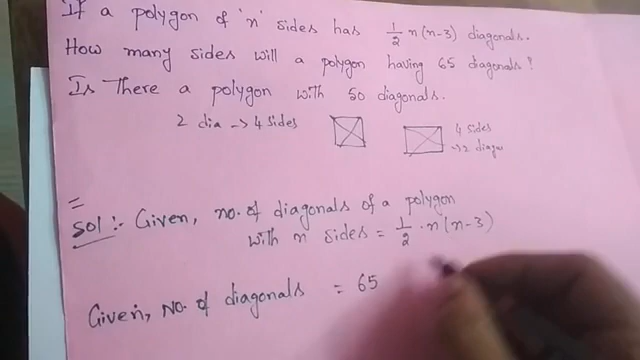 If a polygon of 'n' sides has 1/2 n(n-3) diagonals.
How many sides will a polygon having 65 diagonals?
Is There a polygon with 50 diagonals.
2 dia → 4 sides
4 sides
→ 2 diagon
=
Sol :- Given, no. of diagonals of a polygon
with n sides = 1/2 · n(n-3)
Given, No. of diagonals = 65